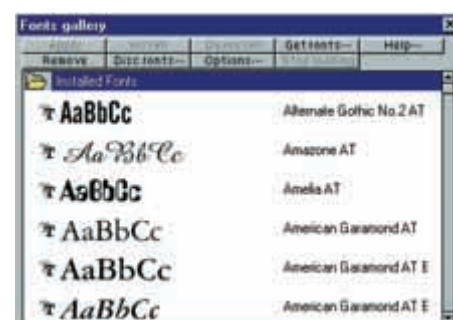 Fonts gallery
Get fonts... Help...
Remove Disc fonts... Options...
Installed Fonts
AaBbCc Alternate Gothic No.2 AT
AaBbCc Amazone AT
AaBbCc Amelia AT
AaBbCc American Garamond AT
AaBbCc American Garamond AT E
AaBbCc American Garamond AT E